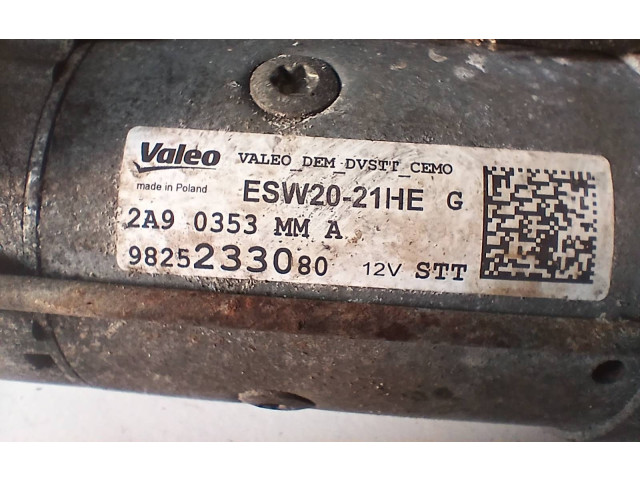 Valeo VALEO_DEM_DVSTT_CEMO
made in Poland ESW20-21HE G
2A9 0353 MM A
9825233080 12V STT